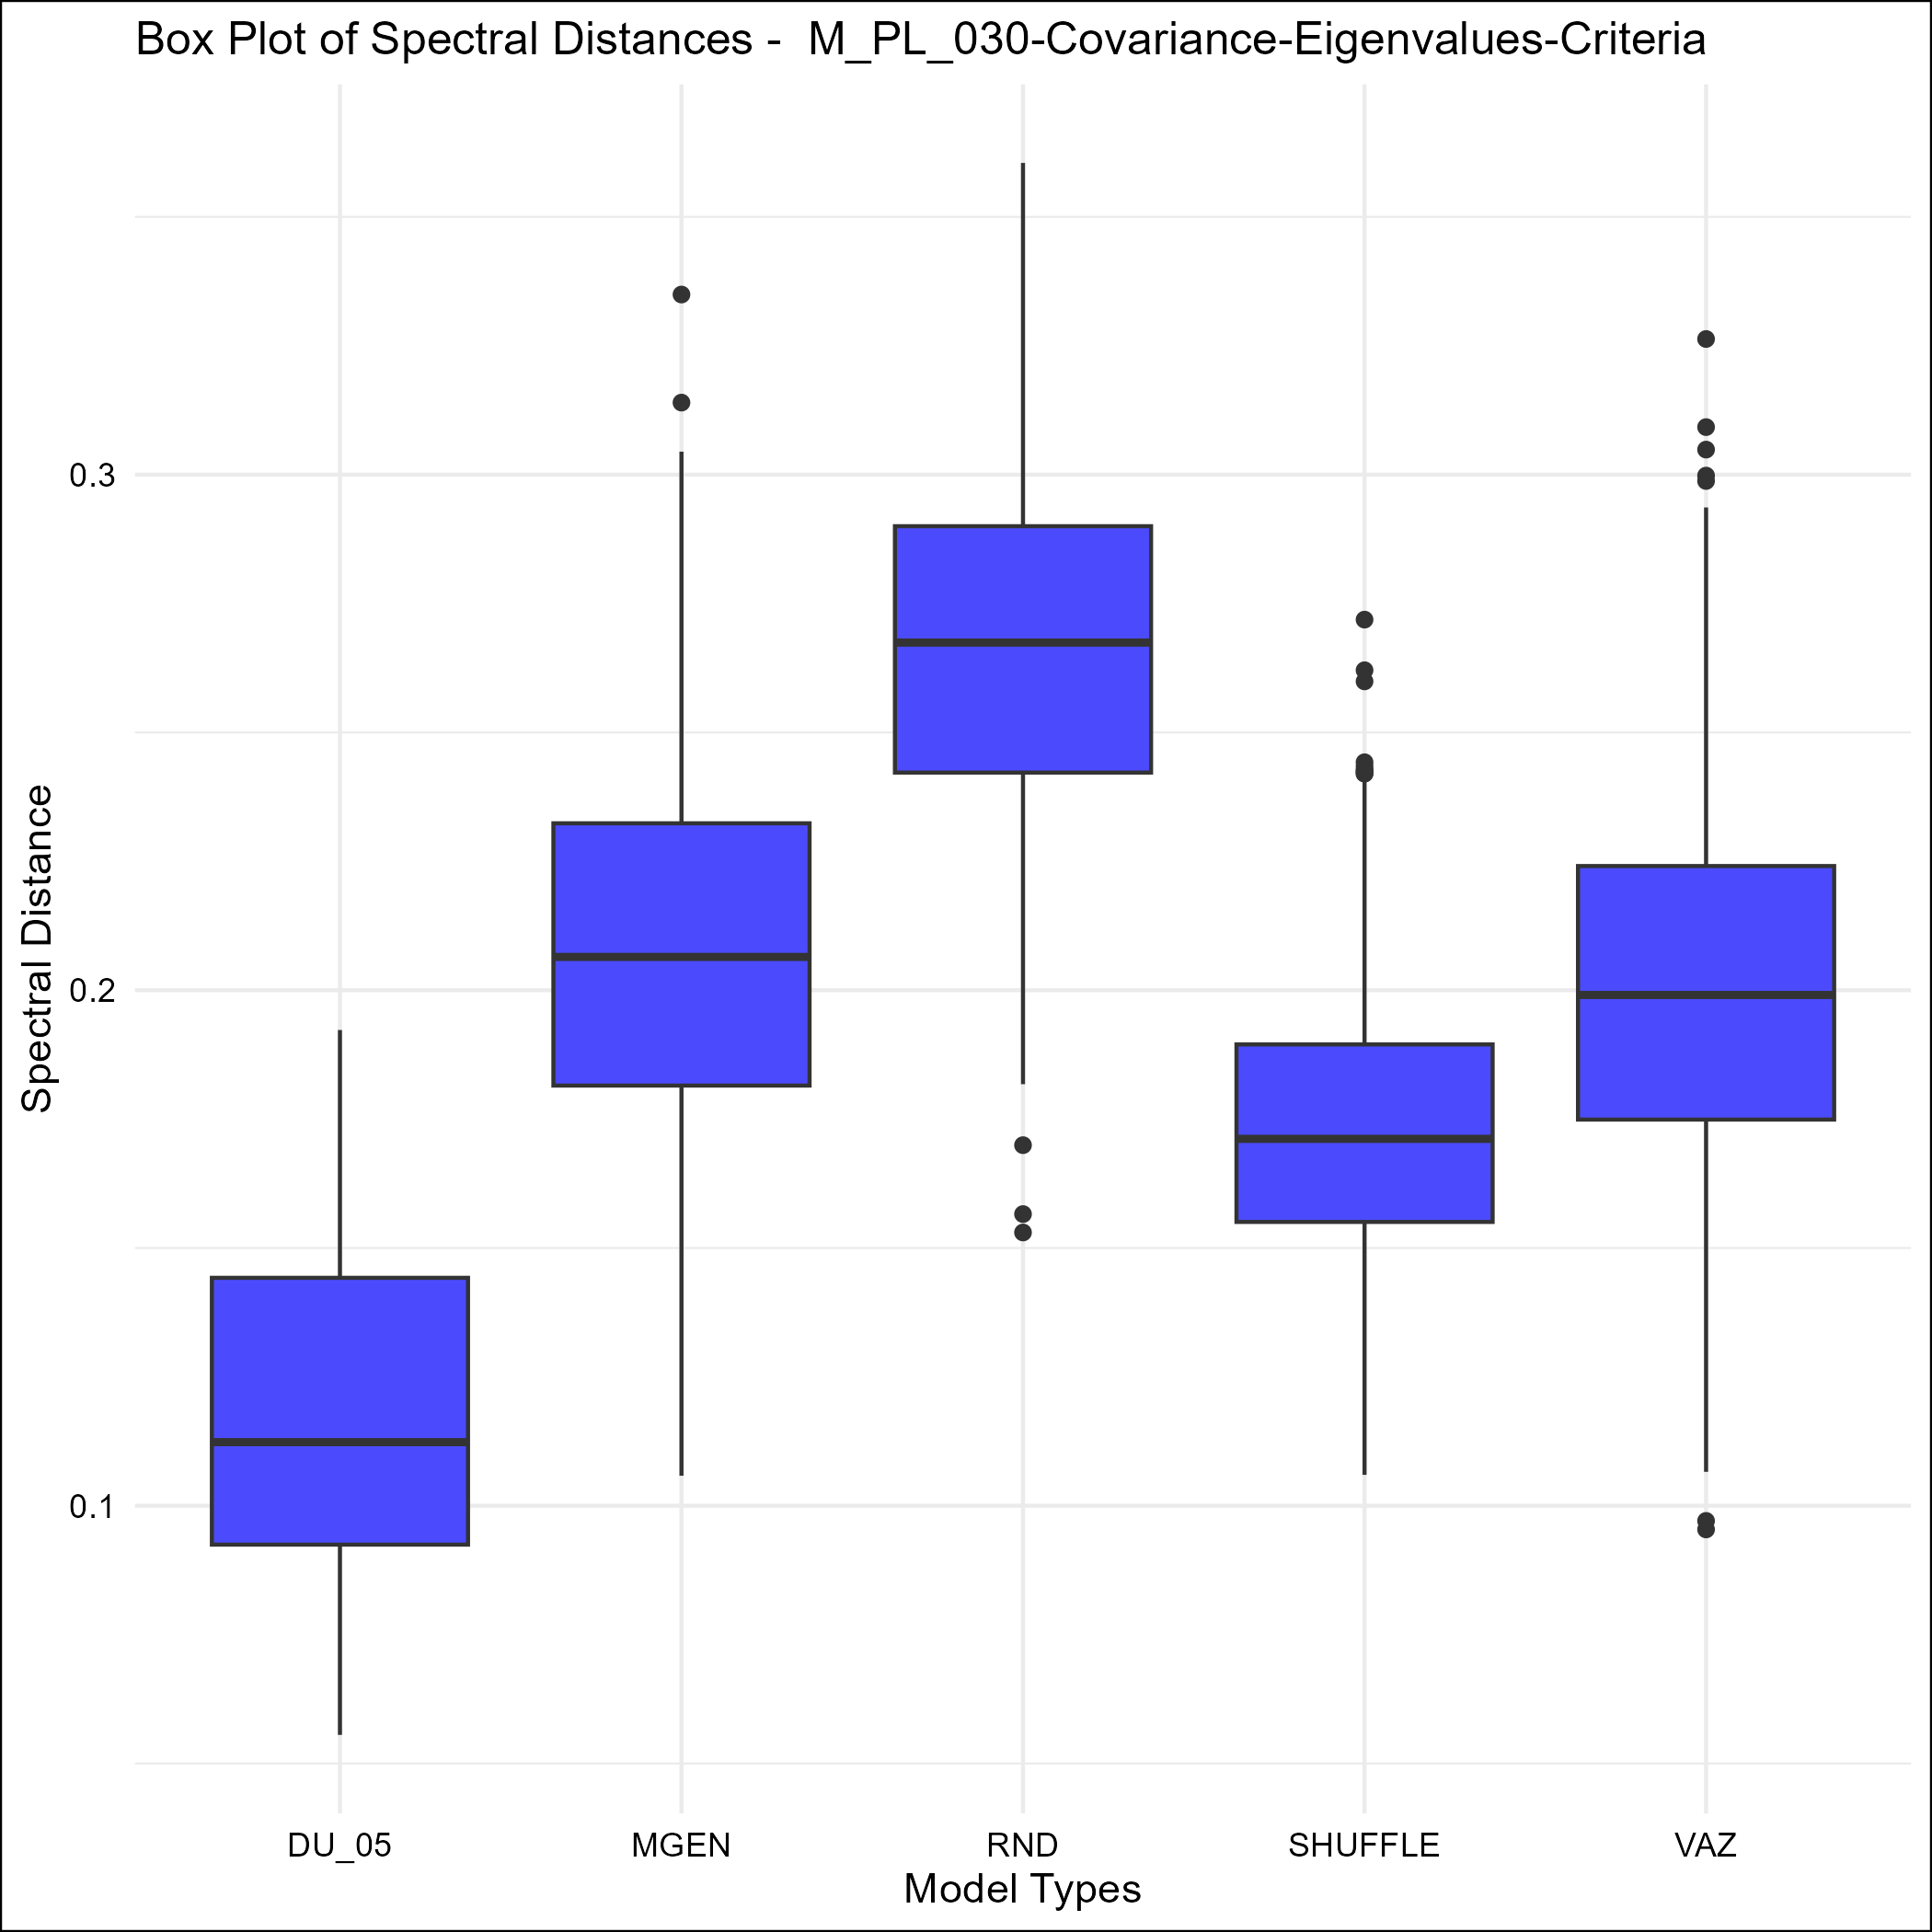 Box Plot of Spectral Distances -  M_PL_030-Covariance-Eigenvalues-Criteria
Spectral Distance
0.3
0.2
0.1
DU_05 MGEN RND SHUFFLE VAZ
Model Types